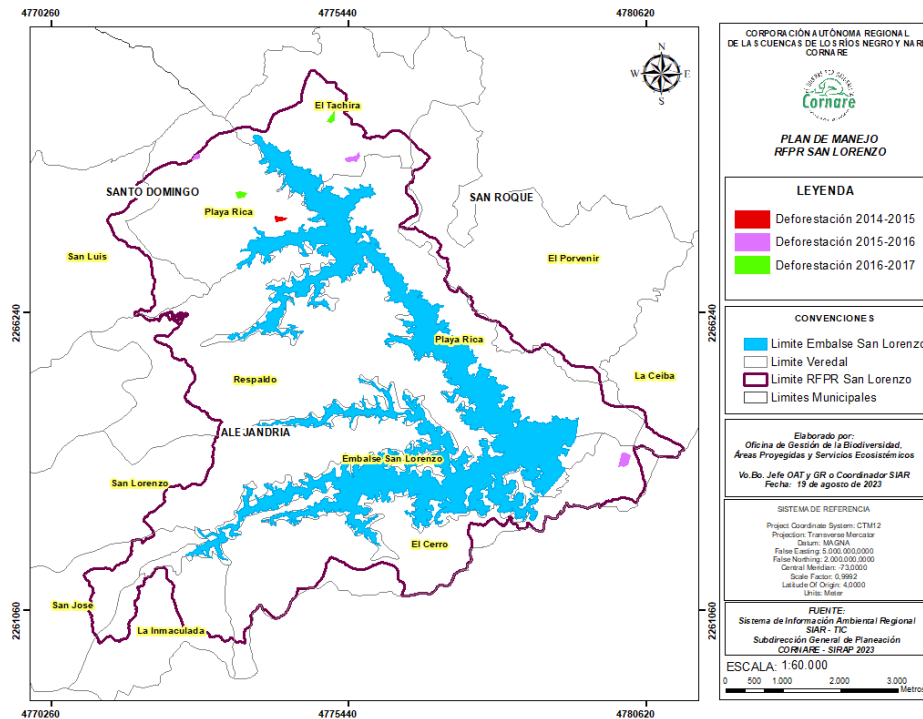 4770260
4775440
4780620
2266240
2261060
2266240
2261060
N
W
E
S
El Tachira
SANTO DOMINGO
Playa Rica
San Luis
SAN ROQUE
El Porvenir
Playa Rica
La Ceiba
Respaldo
ALEJANDRIA
Embalse San Lorenzo
San Lorenzo
El Cerro
San José
La Inmaculada
4770260
4775440
4780620
CORPORACIÓN AUTÓNOMA REGIONAL
DE LAS CUENCAS DE LOS RÍOS NEGRO Y NARE
CORNARE
Cornare
PLAN DE MANEJO
RFPR SAN LORENZO
LEYENDA
Deforestación 2014-2015
Deforestación 2015-2016
Deforestación 2016-2017
CONVENCIONES
Limite Embalse San Lorenzo
Limite Veredal
Limite RFPR San Lorenzo
Limites Municipales
Elaborado por:
Oficina de Gestión de la Biodiversidad,
Áreas Proyegidas y Servicios Ecosistémicos
Vo.Bo. Jefe OAT y GR o Coordinador SIAR
Fecha: 19 de agosto de 2023
SISTEMA DE REFERENCIA
Project Coordinate System: CTM12
Projection: Transverse Mercator
Datum: MAGNA
False Easting: 5.000.000,0000
False Northing: 2.000.000,0000
Central Meridian: -73,0000
Scale Factor: 0,9992
Latitude Of Origin: 4,0000
Units: Meter
FUENTE:
Sistema de Información Ambiental Regional
SIAR - TIC
Subdirección General de Planeación
CORNARE - SIRAP 2023
ESCALA: 1:60.000
0 500 1.000 2.000 3.000
Metros